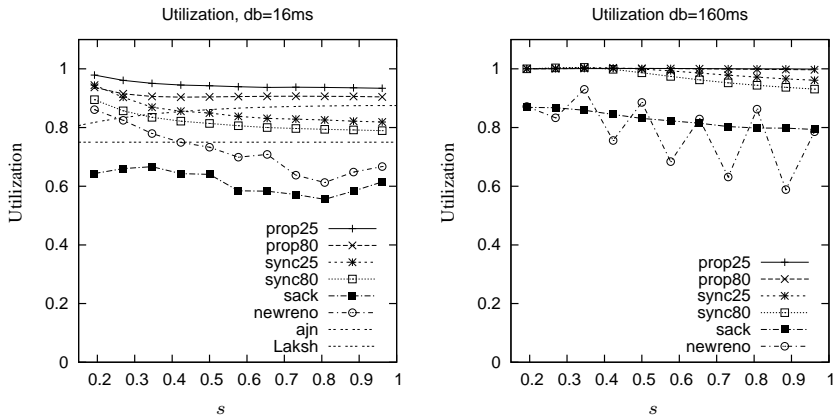 Utilization, db=16ms
Utilization
1
0.8
0.6
0.4
0.2
0
0.2 0.3 0.4 0.5 0.6 0.7 0.8 0.9 1
s
prop25
prop80
sync25
sync80
sack
newreno
ajn
Laksh
Utilization db=160ms
Utilization
1
0.8
0.6
0.4
0.2
0
0.2 0.3 0.4 0.5 0.6 0.7 0.8 0.9 1
s
prop25
prop80
sync25
sync80
sack
newreno